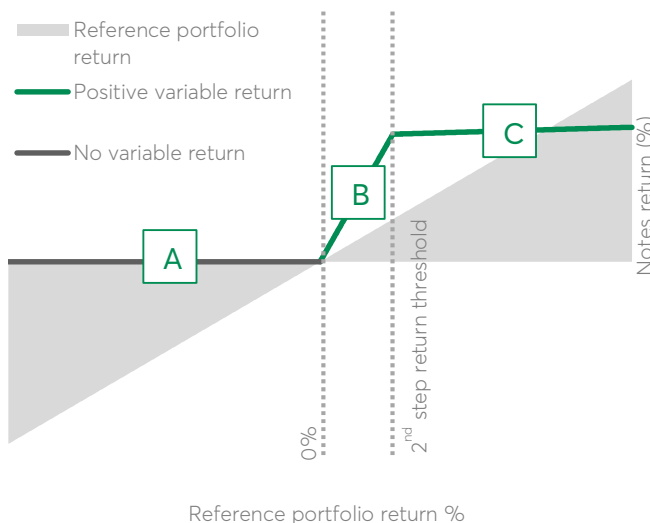 Reference portfolio
return
Positive variable return
No variable return
A
B
C
Notes return (%)
0%
2nd step return threshold
Reference portfolio return %